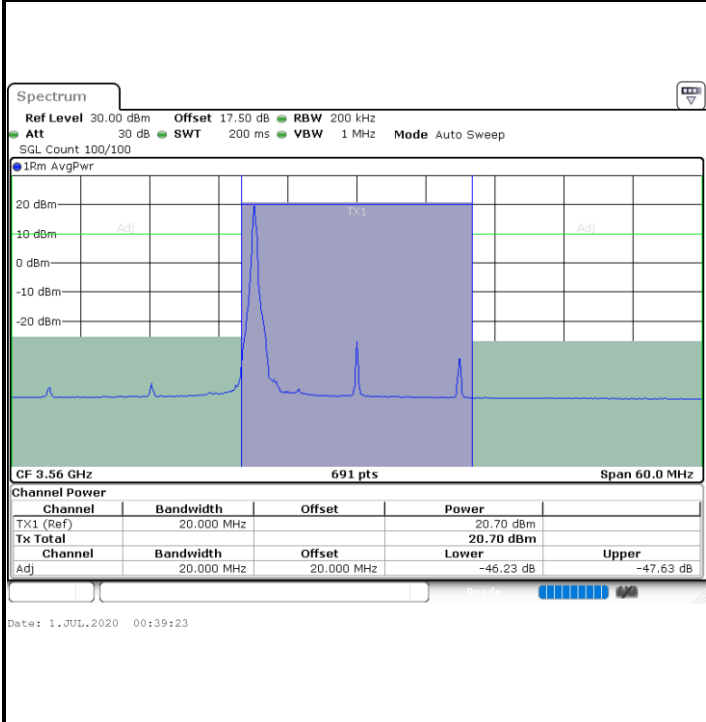 Spectrum
Ref Level 30.00 dBm Offset 17.50 dB RBW 200 kHz
Att 30 dB SWT 200 ms VBW 1 MHz Mode Auto Sweep
SGL Count 100/100
1Rm AvgPwr
20 dBm
TX1
Adj
Adj
10 dBm
0 dBm
-10 dBm
-20 dBm
CF 3.56 GHz 691 pts Span 60.0 MHz
Channel Power
Channel Bandwidth Offset Power
TX1 (Ref) 20.000 MHz 20.70 dBm
Tx Total 20.70 dBm
Channel Bandwidth Offset Lower Upper
Adj 20.000 MHz 20.000 MHz -46.23 dB -47.63 dB
Ready
Date: 1.JUL.2020 00:39:23